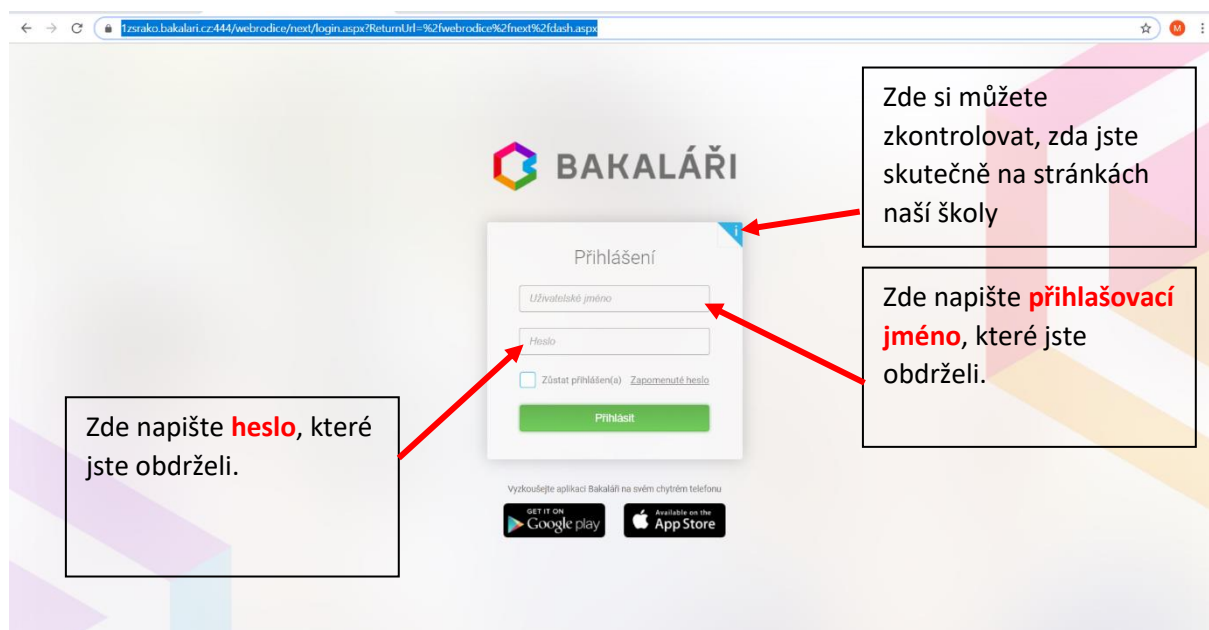 1zsrako.bakalari.cz:444/webrodice/next/login.aspx?ReturnUrl=%2fwebrodice%2fnext%2fdash.aspx
M
BAKALÁŘI
i
Přihlášení
Uživatelské jméno
Heslo
Zůstat přihlášen(a) Zapomenuté heslo
Přihlásit
Vyzkoušejte aplikaci Bakaláři na svém chytrém telefonu
GET IT ON
Google play
Available on the
App Store
Zde si můžete
zkontrolovat, zda jste
skutečně na stránkách
naší školy
Zde napište přihlašovací
jméno, které jste
obdrželi.
Zde napište heslo, které
jste obdrželi.